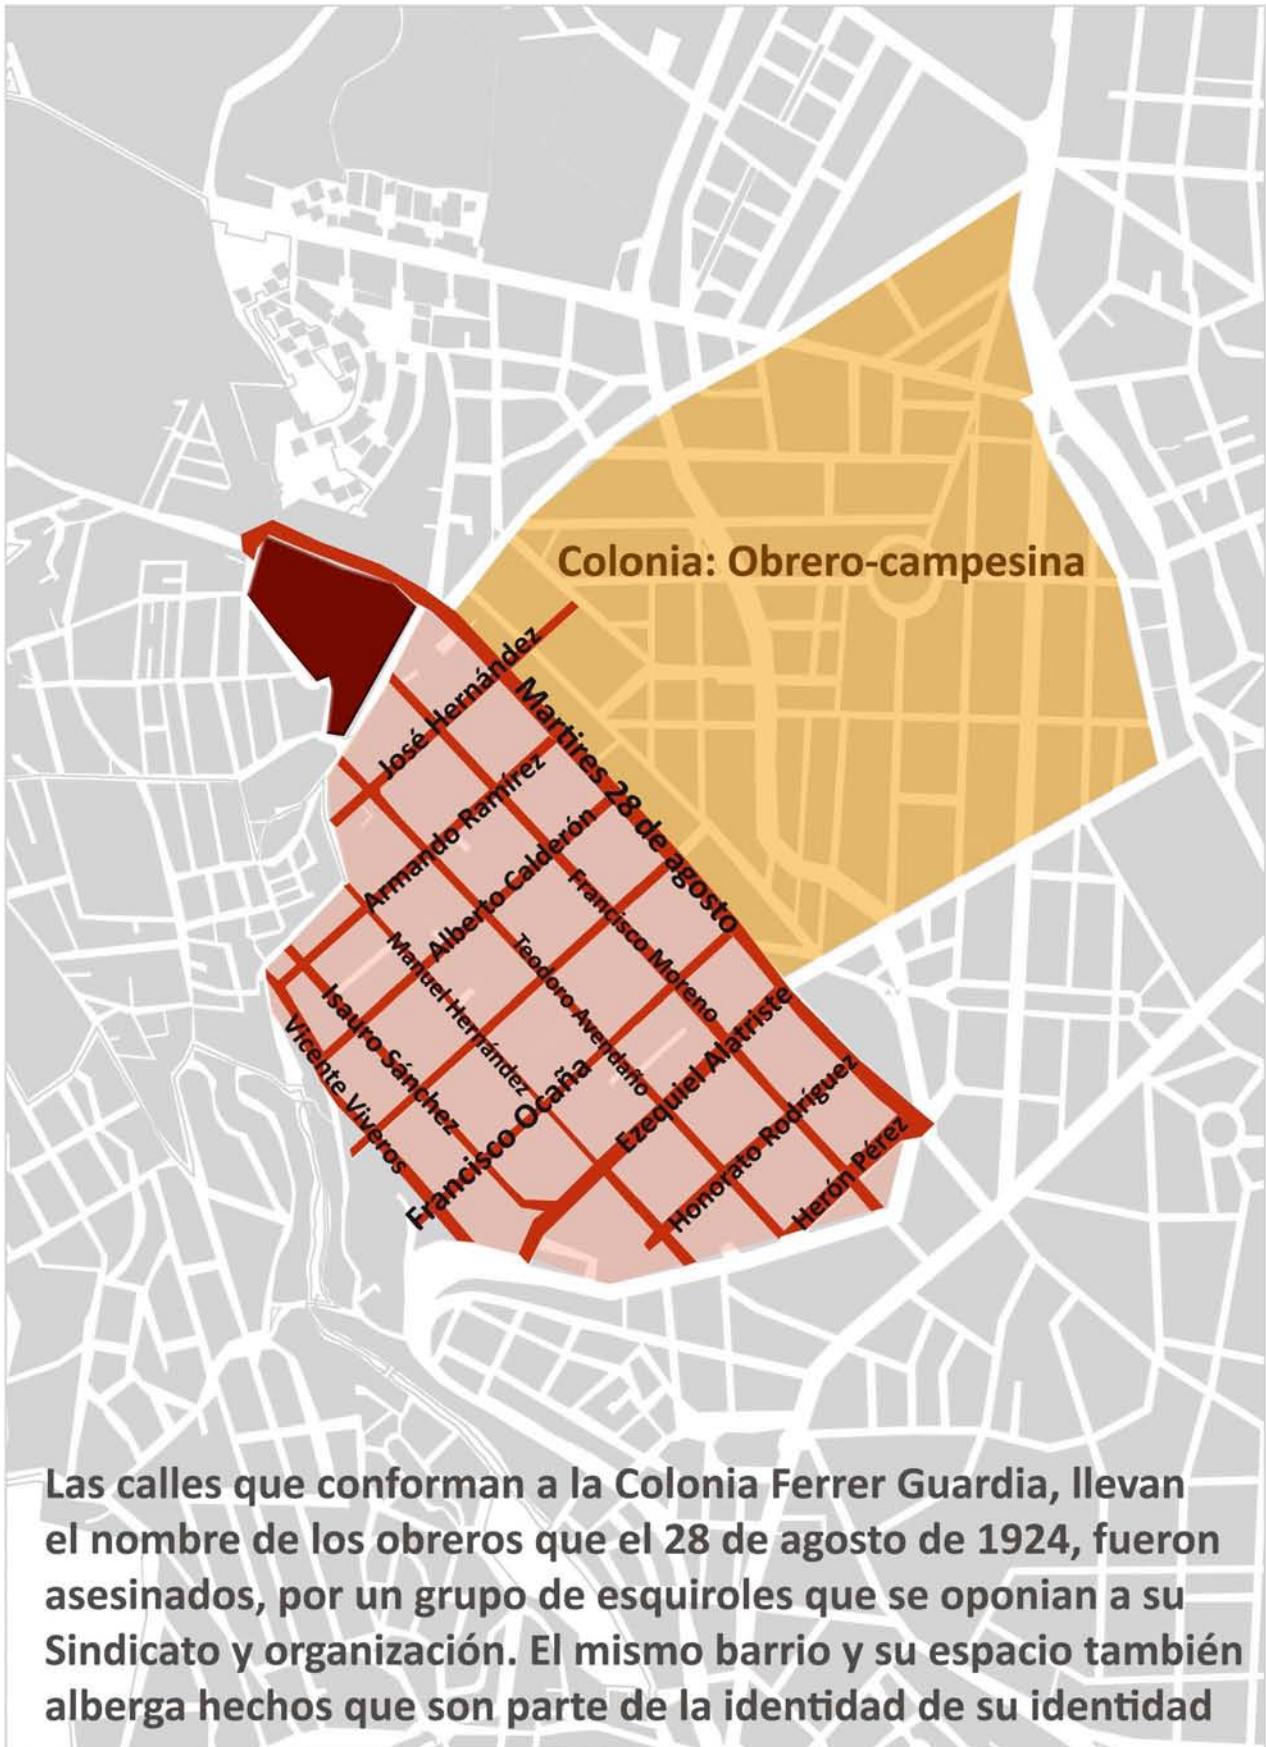 Colonia: Obrero-campesina
José Hernández
Martires 28 de agosto
Armando Ramírez
Alberto Calderón
Francisco Moreno
Manuel Hernández
Teodoro Avendaño
Isauro Sánchez
Vicente Viveros
Francisco Ocaña
Ezequiel Alatriste
Honorato Rodríguez
Herón Pérez
Las calles que conforman a la Colonia Ferrer Guardia, llevan
el nombre de los obreros que el 28 de agosto de 1924, fueron
asesinados, por un grupo de esquiroles que se oponian a su
Sindicato y organización. El mismo barrio y su espacio también
alberga hechos que son parte de la identidad de su identidad